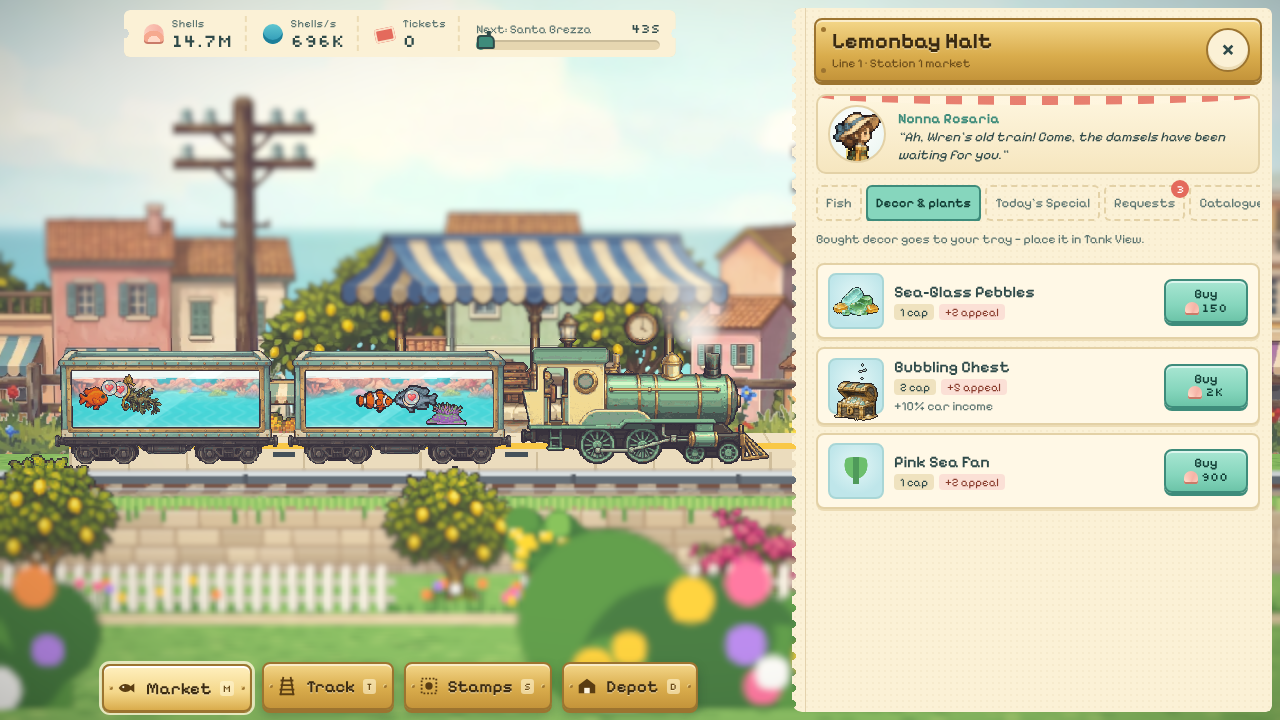 Shells
14.7M
Shells/s
696K
Tickets
0
Next: Santa Brezza
43S
Lemonbay Halt
Line 1 · Station 1 market
×
Nonna Rosaria
"Ah, Wren's old train! Come, the damsels have been
waiting for you."
Fish
Decor & plants
Today's Special
Requests
3
Catalogue
Bought decor goes to your tray – place it in Tank View.
Sea-Glass Pebbles
1 cap
+2 appeal
Buy
150
Bubbling Chest
2 cap
+5 appeal
+10% car income
Buy
2K
Pink Sea Fan
1 cap
+2 appeal
Buy
900
Market M
Track T
Stamps S
Depot D